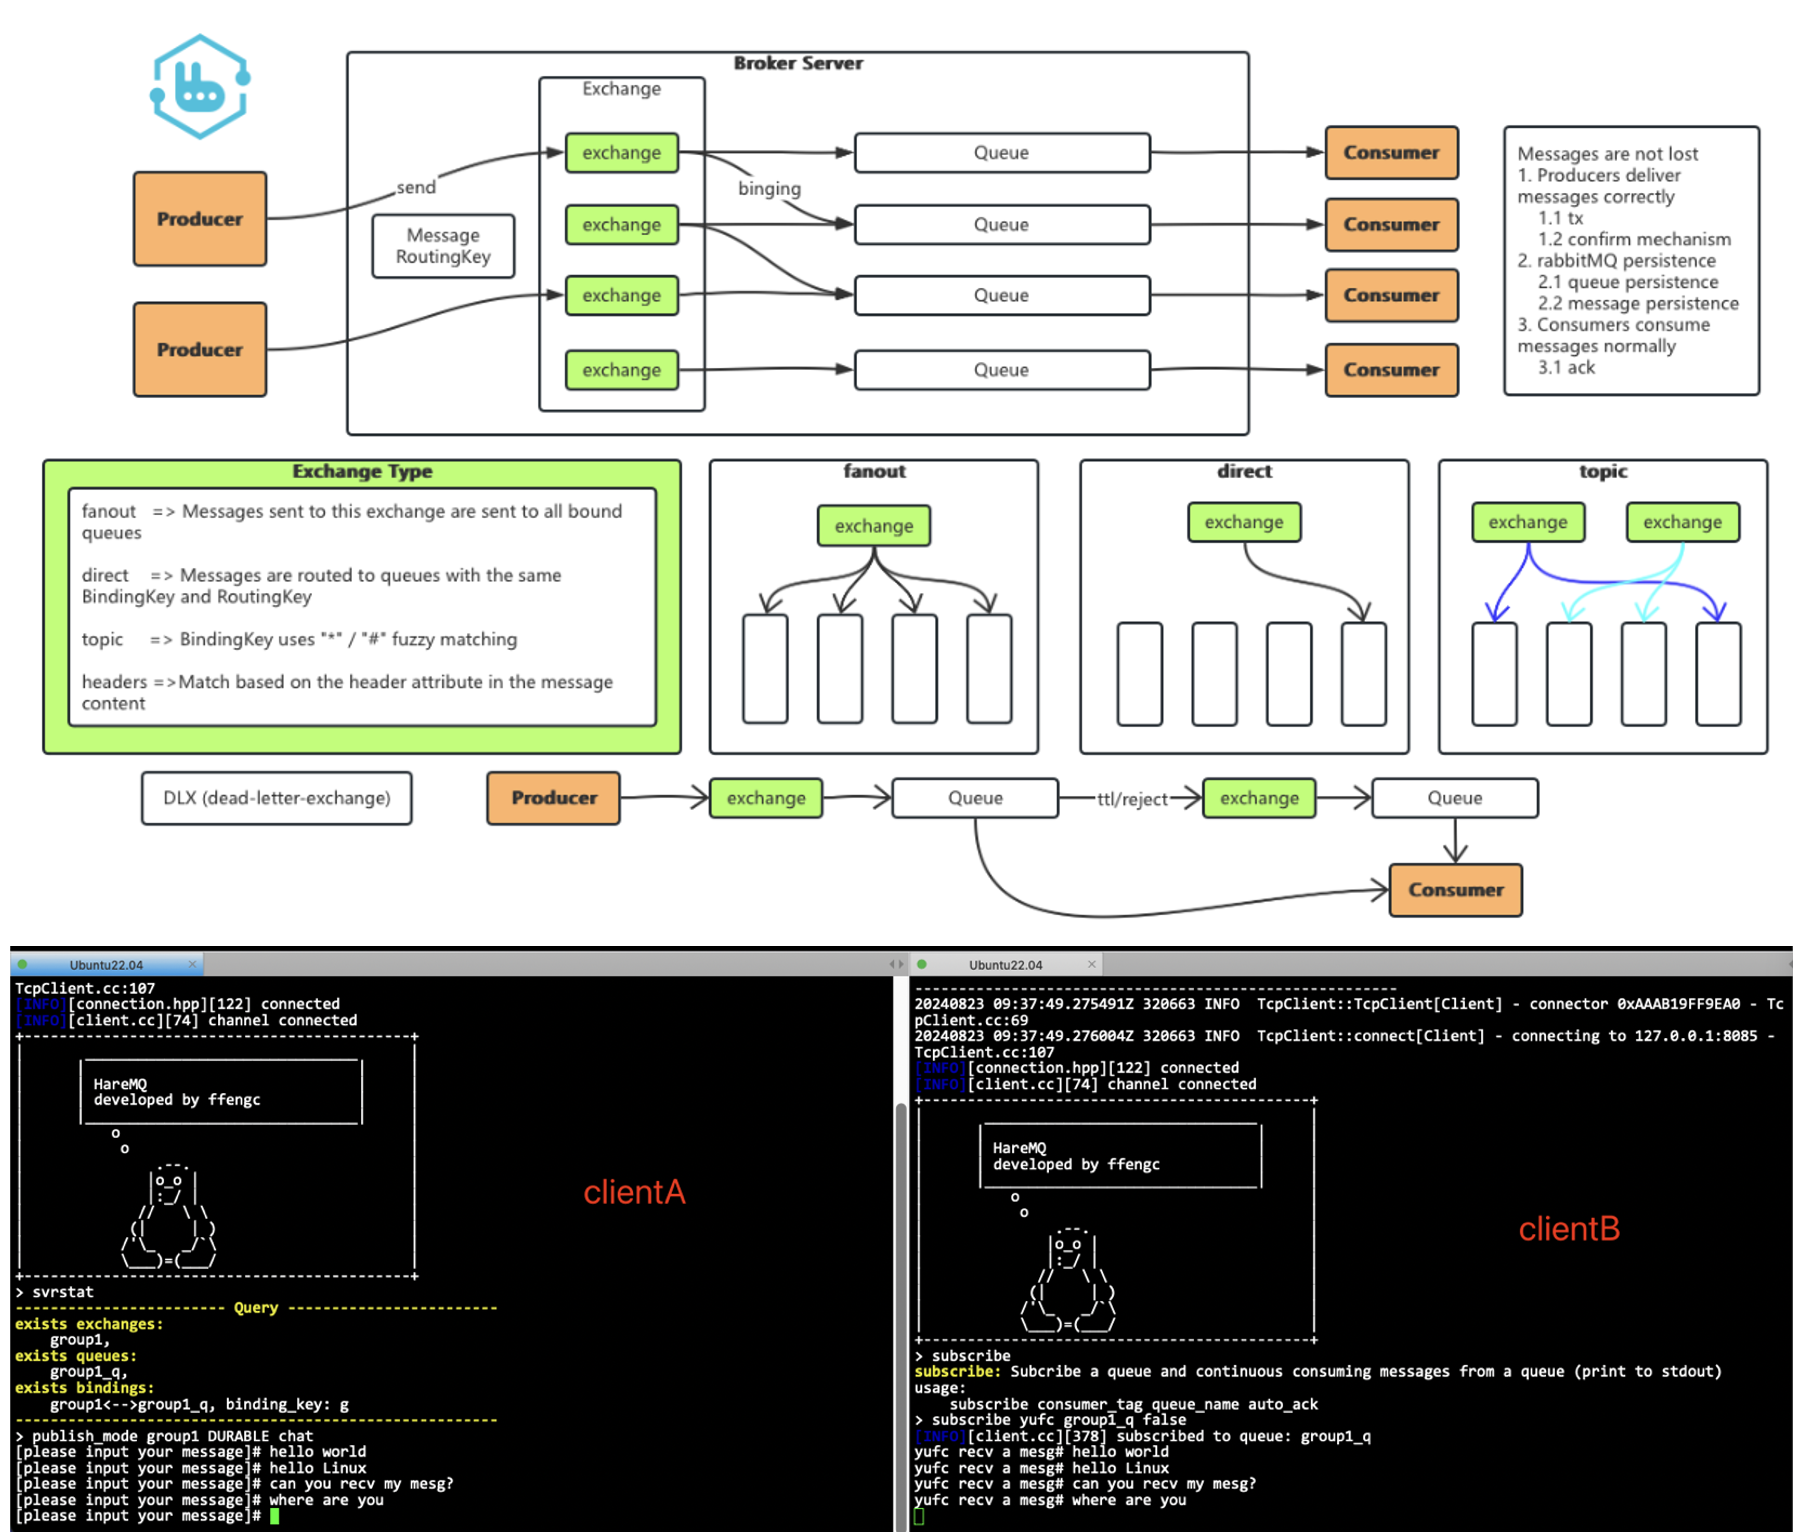 Broker Server
Exchange
exchange
Queue
Consumer
send
binging
Producer
Message
RoutingKey
exchange
Queue
Consumer
exchange
Queue
Consumer
Producer
exchange
Queue
Consumer
Messages are not lost
1. Producers deliver
messages correctly
1.1 tx
1.2 confirm mechanism
2. rabbitMQ persistence
2.1 queue persistence
2.2 message persistence
3. Consumers consume
messages normally
3.1 ack
Exchange Type
fanout => Messages sent to this exchange are sent to all bound
queues
direct => Messages are routed to queues with the same
BindingKey and RoutingKey
topic => BindingKey uses "*" / "#" fuzzy matching
headers =>Match based on the header attribute in the message
content
fanout
exchange
direct
exchange
topic
exchange
exchange
DLX (dead-letter-exchange)
Producer
exchange
Queue
ttl/reject
exchange
Queue
Consumer
Ubuntu22.04
TcpClient.cc:107
[INFO][connection.hpp][122] connected
[INFO][client.cc][74] channel connected
HareMQ
developed by ffengc
clientA
> svrstat
------------------------ Query ------------------------
exists exchanges:
group1,
exists queues:
group1_q,
exists bindings:
group1<-->group1_q, binding_key: g
> publish_mode group1 DURABLE chat
[please input your message]# hello world
[please input your message]# hello Linux
[please input your message]# can you recv my mesg?
[please input your message]# where are you
[please input your message]#
Ubuntu22.04
20240823 09:37:49.275491Z 320663 INFO  TcpClient::TcpClient[Client] - connector 0xAAAB19FF9EA0 - Tc
pClient.cc:69
20240823 09:37:49.276004Z 320663 INFO  TcpClient::connect[Client] - connecting to 127.0.0.1:8085 -
TcpClient.cc:107
[INFO][connection.hpp][122] connected
[INFO][client.cc][74] channel connected
HareMQ
developed by ffengc
clientB
> subscribe
subscribe: Subcribe a queue and continuous consuming messages from a queue (print to stdout)
usage:
subscribe consumer_tag queue_name auto_ack
> subscribe yufc group1_q false
[INFO][client.cc][378] subscribed to queue: group1_q
yufc recv a mesg# hello world
yufc recv a mesg# hello Linux
yufc recv a mesg# can you recv my mesg?
yufc recv a mesg# where are you